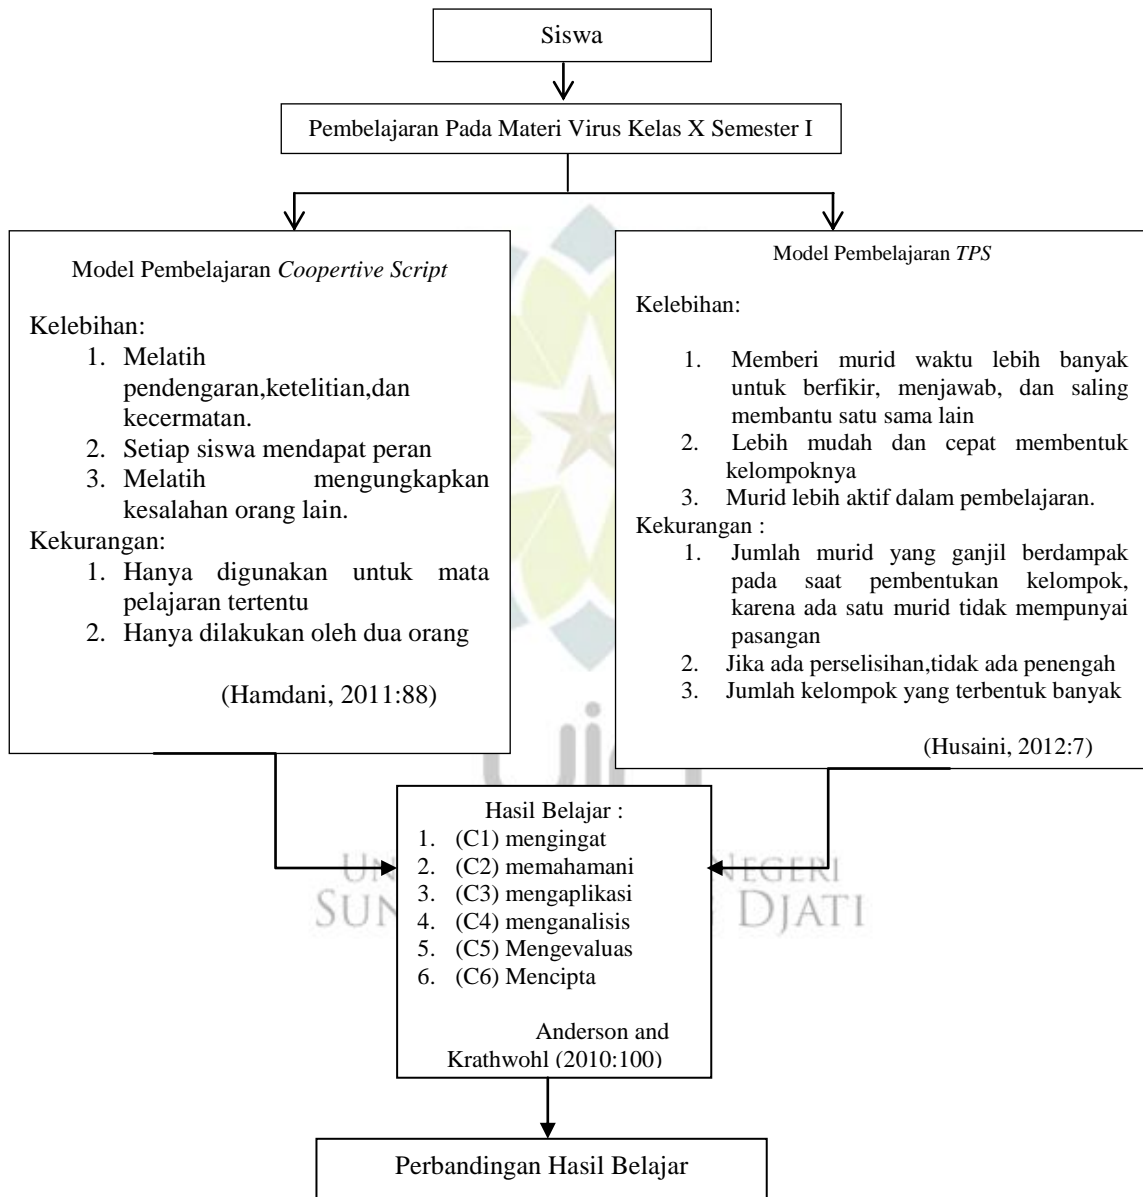 Siswa
Pembelajaran Pada Materi Virus Kelas X Semester I
Model Pembelajaran Coopertive Script
Kelebihan:
1. Melatih
pendengaran,ketelitian,dan
kecermatan.
2. Setiap siswa mendapat peran
3. Melatih mengungkapkan
kesalahan orang lain.
Kekurangan:
1. Hanya digunakan untuk mata
pelajaran tertentu
2. Hanya dilakukan oleh dua orang
(Hamdani, 2011:88)
Model Pembelajaran TPS
Kelebihan:
1. Memberi murid waktu lebih banyak
untuk berfikir, menjawab, dan saling
membantu satu sama lain
2. Lebih mudah dan cepat membentuk
kelompoknya
3. Murid lebih aktif dalam pembelajaran.
Kekurangan :
1. Jumlah murid yang ganjil berdampak
pada saat pembentukan kelompok,
karena ada satu murid tidak mempunyai
pasangan
2. Jika ada perselisihan,tidak ada penengah
3. Jumlah kelompok yang terbentuk banyak
(Husaini, 2012:7)
Hasil Belajar :
1. (C1) mengingat
2. (C2) memahamani
3. (C3) mengaplikasi
4. (C4) menganalisis
5. (C5) Mengevaluas
6. (C6) Mencipta
Anderson and
Krathwohl (2010:100)
NEGERI
DJATI
Perbandingan Hasil Belajar